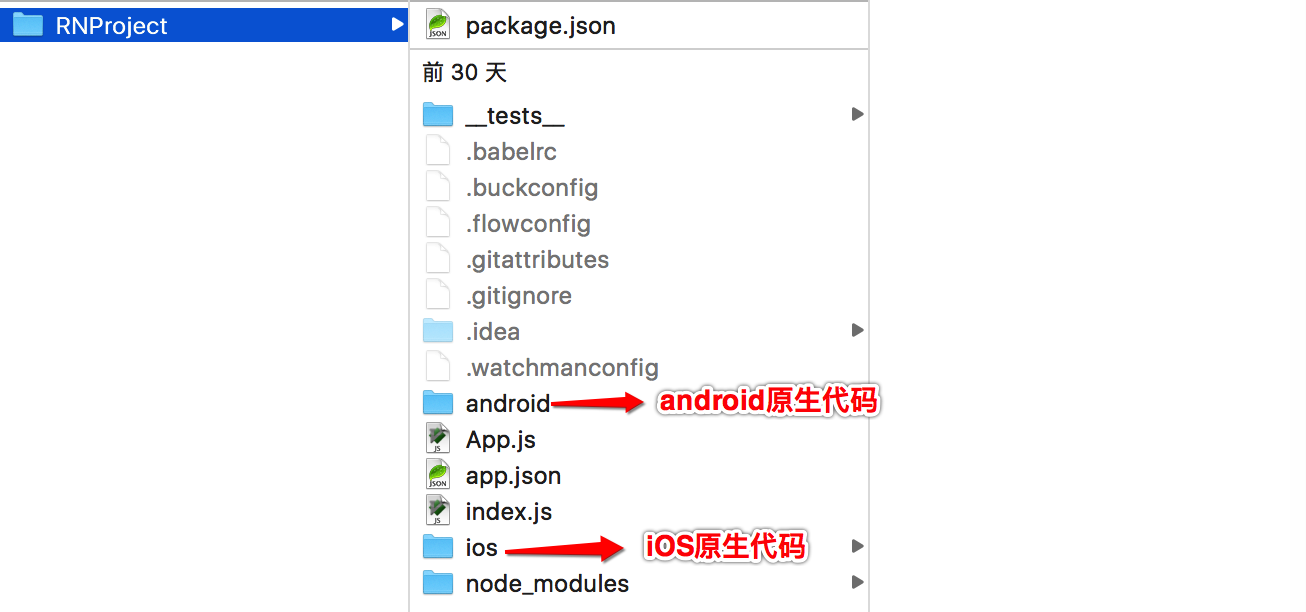 RNProject
package.json
前 30 天
__tests__
.babelrc
.buckconfig
.flowconfig
.gitattributes
.gitignore
.idea
.watchmanconfig
android
android原生代码
App.js
app.json
index.js
ios
iOS原生代码
node_modules